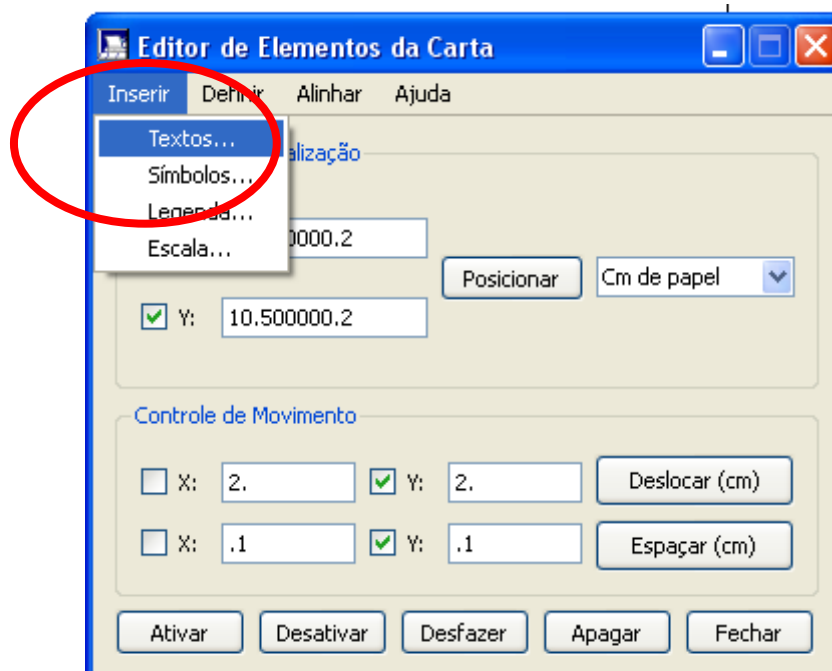 Editor de Elementos da Carta
Inserir Definir Alinhar Ajuda
Textos...
alização
Símbolos...
Legenda...
0000.2
Escala...
Posicionar Cm de papel
Y: 10.500000.2
Controle de Movimento
X: 2. Y: 2. Deslocar (cm)
X: .1 Y: .1 Espaçar (cm)
Ativar Desativar Desfazer Apagar Fechar